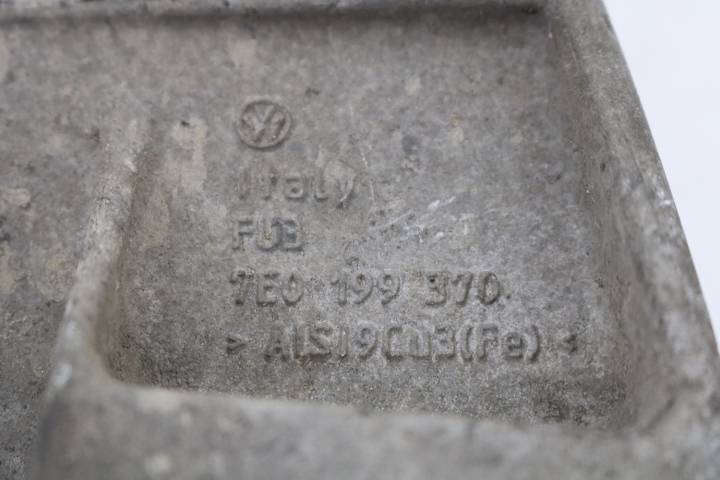 Italy
FUB
7E0 199 370
> AlSi9Cu3(Fe) <